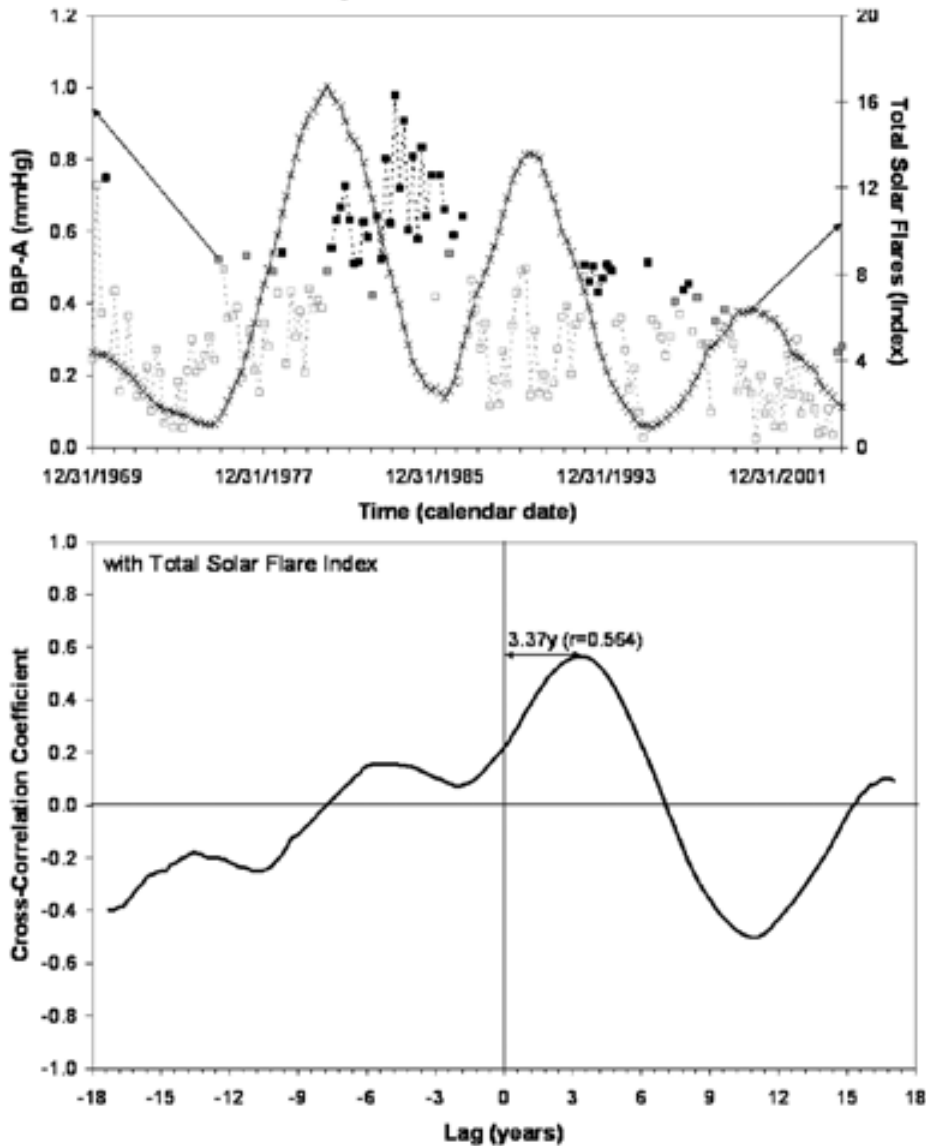 1.2
1.0
0.8
0.6
0.4
0.2
0.0
DBP-A (mmHg)
20
16
12
8
4
0
Total Solar Flares (Index)
12/31/1969 12/31/1977 12/31/1985 12/31/1993 12/31/2001
Time (calendar date)
1.0
0.8
0.6
0.4
0.2
0.0
-0.2
-0.4
-0.6
-0.8
-1.0
Cross-Correlation Coefficient
with Total Solar Flare Index
3.37y (r=0.564)
-18 -15 -12 -9 -6 -3 0 3 6 9 12 15 18
Lag (years)